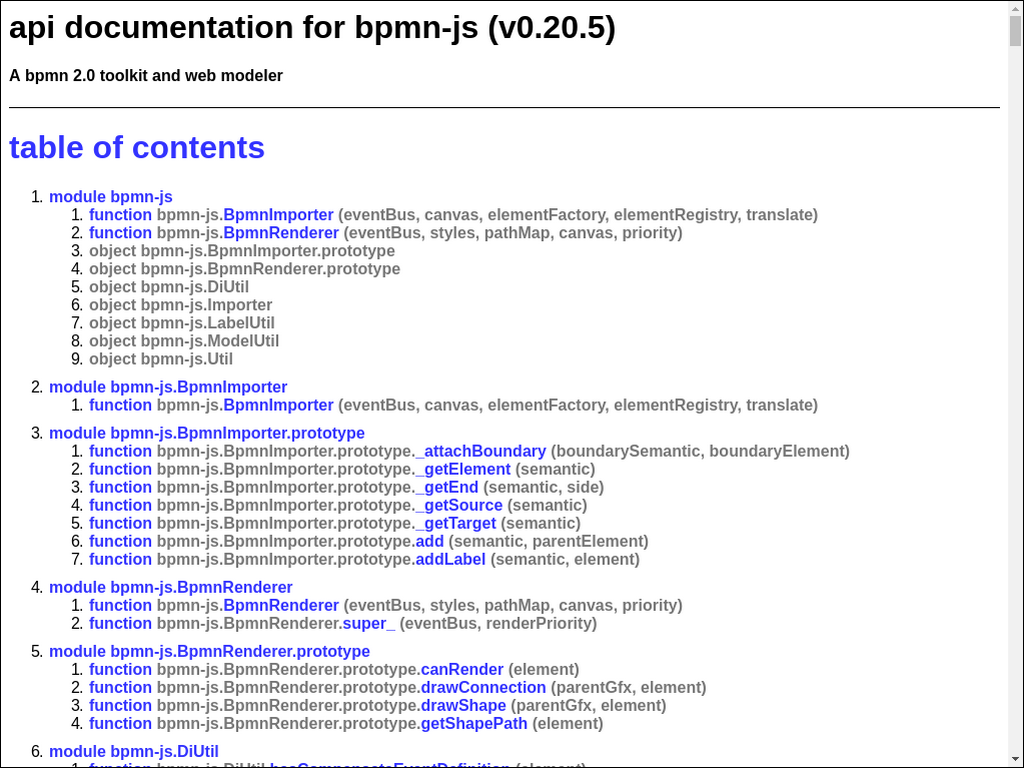 api documentation for bpmn-js (v0.20.5)
A bpmn 2.0 toolkit and web modeler
table of contents
1. module bpmn-js
1. function bpmn-js.BpmnImporter (eventBus, canvas, elementFactory, elementRegistry, translate)
2. function bpmn-js.BpmnRenderer (eventBus, styles, pathMap, canvas, priority)
3. object bpmn-js.BpmnImporter.prototype
4. object bpmn-js.BpmnRenderer.prototype
5. object bpmn-js.DiUtil
6. object bpmn-js.Importer
7. object bpmn-js.LabelUtil
8. object bpmn-js.ModelUtil
9. object bpmn-js.Util
2. module bpmn-js.BpmnImporter
1. function bpmn-js.BpmnImporter (eventBus, canvas, elementFactory, elementRegistry, translate)
3. module bpmn-js.BpmnImporter.prototype
1. function bpmn-js.BpmnImporter.prototype._attachBoundary (boundarySemantic, boundaryElement)
2. function bpmn-js.BpmnImporter.prototype._getElement (semantic)
3. function bpmn-js.BpmnImporter.prototype._getEnd (semantic, side)
4. function bpmn-js.BpmnImporter.prototype._getSource (semantic)
5. function bpmn-js.BpmnImporter.prototype._getTarget (semantic)
6. function bpmn-js.BpmnImporter.prototype.add (semantic, parentElement)
7. function bpmn-js.BpmnImporter.prototype.addLabel (semantic, element)
4. module bpmn-js.BpmnRenderer
1. function bpmn-js.BpmnRenderer (eventBus, styles, pathMap, canvas, priority)
2. function bpmn-js.BpmnRenderer.super_ (eventBus, renderPriority)
5. module bpmn-js.BpmnRenderer.prototype
1. function bpmn-js.BpmnRenderer.prototype.canRender (element)
2. function bpmn-js.BpmnRenderer.prototype.drawConnection (parentGfx, element)
3. function bpmn-js.BpmnRenderer.prototype.drawShape (parentGfx, element)
4. function bpmn-js.BpmnRenderer.prototype.getShapePath (element)
6. module bpmn-js.DiUtil
1. function bpmn-js.DiUtil.hasCompensateEventDefinition (element)